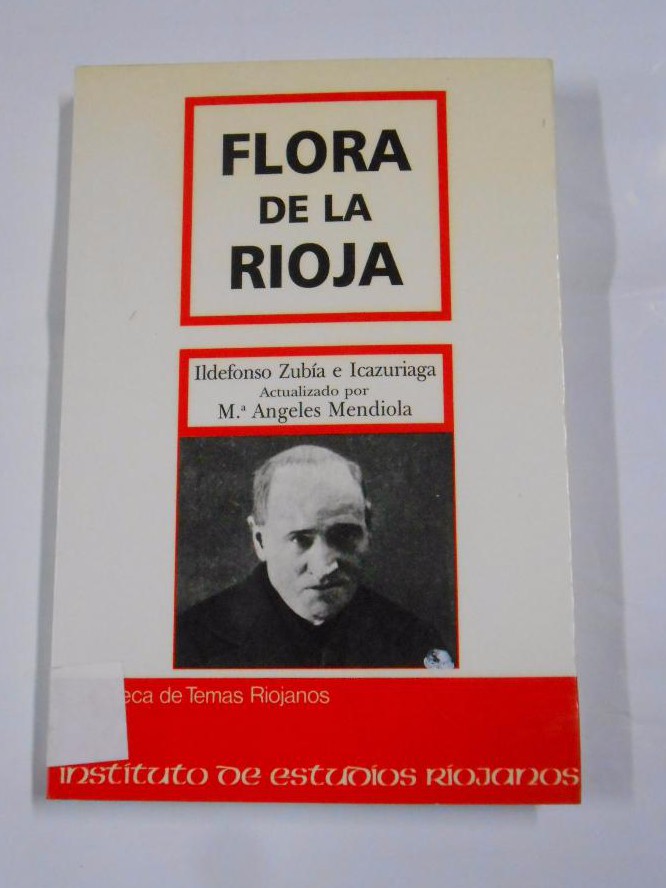 FLORA
DE LA
RIOJA
Ildefonso Zubía e Icazuriaga
Actualizado por
M.ª Angeles Mendiola
eca de Temas Riojanos
instituto de estudios riojanos